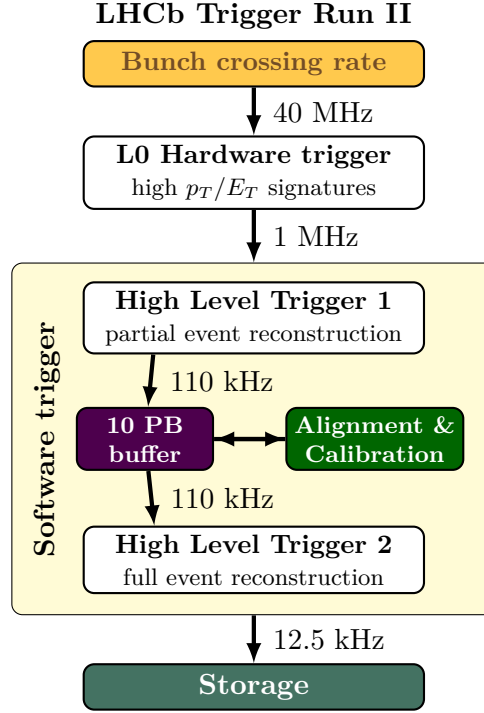 LHCb Trigger Run II
Bunch crossing rate
40 MHz
L0 Hardware trigger
high p_T/E_T signatures
1 MHz
Software trigger
High Level Trigger 1
partial event reconstruction
110 kHz
10 PB
buffer
Alignment &
Calibration
110 kHz
High Level Trigger 2
full event reconstruction
12.5 kHz
Storage